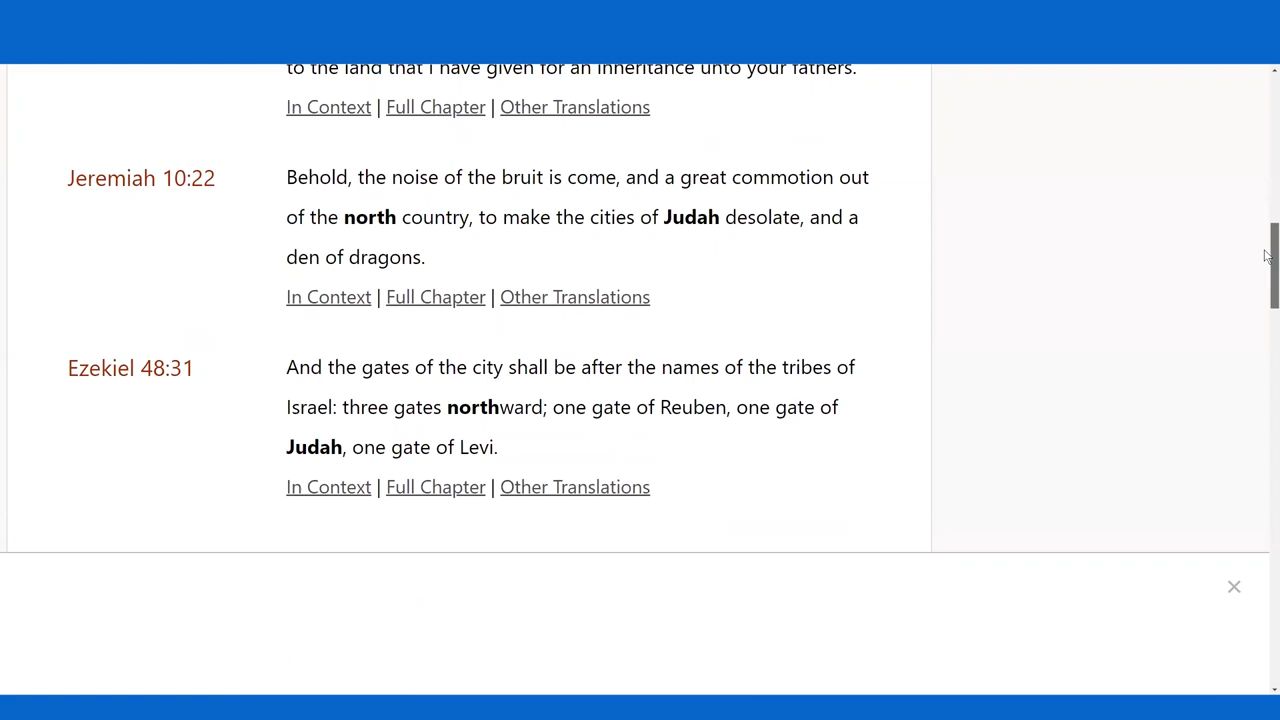 to the land that I have given for an inheritance unto your fathers.
In Context | Full Chapter | Other Translations
Jeremiah 10:22
Behold, the noise of the bruit is come, and a great commotion out
of the north country, to make the cities of Judah desolate, and a
den of dragons.
In Context | Full Chapter | Other Translations
Ezekiel 48:31
And the gates of the city shall be after the names of the tribes of
Israel: three gates northward; one gate of Reuben, one gate of
Judah, one gate of Levi.
In Context | Full Chapter | Other Translations